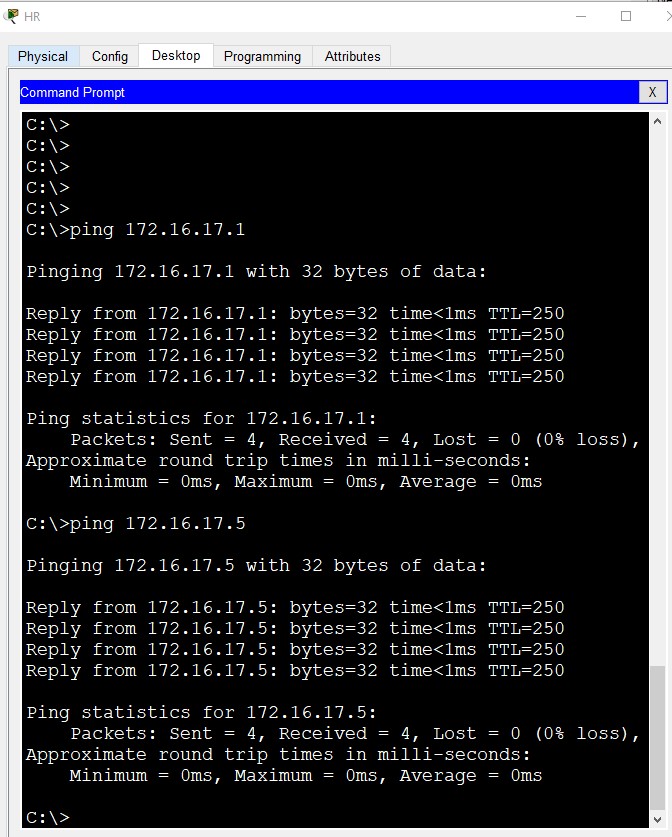 HR
Physical Config Desktop Programming Attributes
Command Prompt X
C:\>
C:\>
C:\>
C:\>
C:\>
C:\>ping 172.16.17.1
Pinging 172.16.17.1 with 32 bytes of data:
Reply from 172.16.17.1: bytes=32 time<1ms TTL=250
Reply from 172.16.17.1: bytes=32 time<1ms TTL=250
Reply from 172.16.17.1: bytes=32 time<1ms TTL=250
Reply from 172.16.17.1: bytes=32 time<1ms TTL=250
Ping statistics for 172.16.17.1:
Packets: Sent = 4, Received = 4, Lost = 0 (0% loss),
Approximate round trip times in milli-seconds:
Minimum = 0ms, Maximum = 0ms, Average = 0ms
C:\>ping 172.16.17.5
Pinging 172.16.17.5 with 32 bytes of data:
Reply from 172.16.17.5: bytes=32 time<1ms TTL=250
Reply from 172.16.17.5: bytes=32 time<1ms TTL=250
Reply from 172.16.17.5: bytes=32 time<1ms TTL=250
Reply from 172.16.17.5: bytes=32 time<1ms TTL=250
Ping statistics for 172.16.17.5:
Packets: Sent = 4, Received = 4, Lost = 0 (0% loss),
Approximate round trip times in milli-seconds:
Minimum = 0ms, Maximum = 0ms, Average = 0ms
C:\>